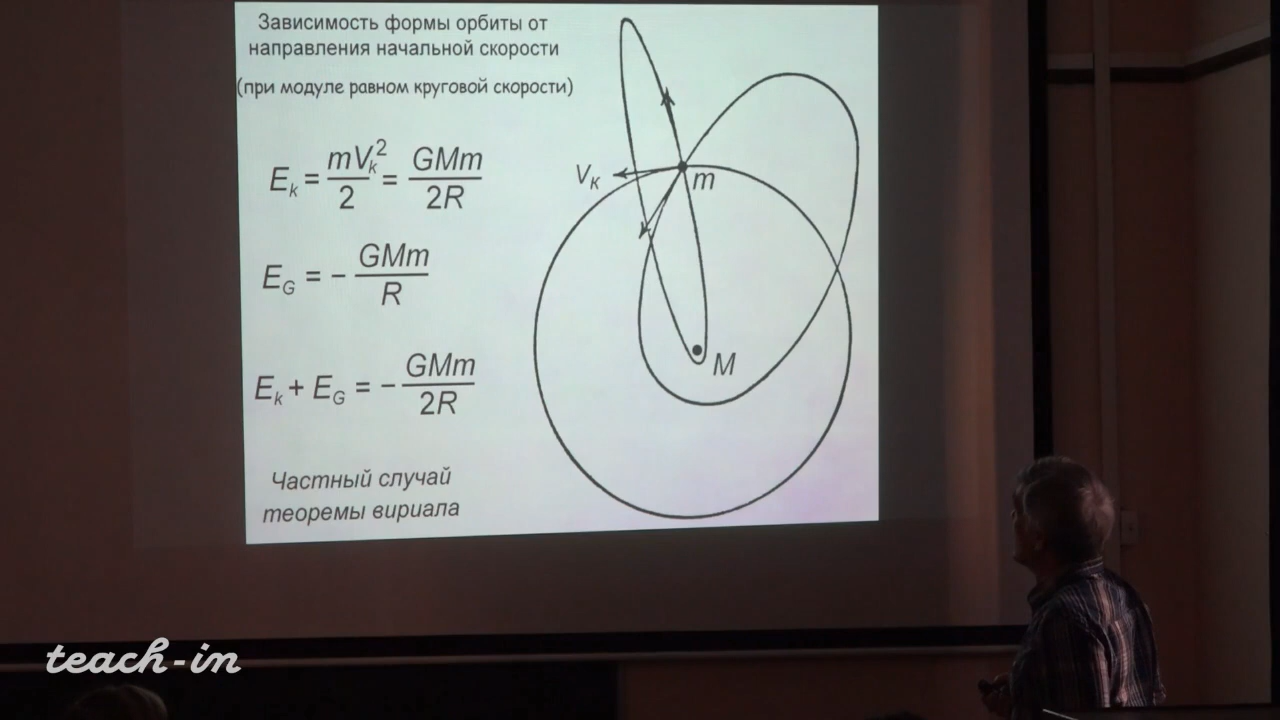 Зависимость формы орбиты от
направления начальной скорости
(при модуле равном круговой скорости)
E_k = mV_k^2/2 = GMm/2R
E_G = − GMm/R
E_k + E_G = − GMm/2R
Частный случай
теоремы вириала
V_K
m
M
teach-in